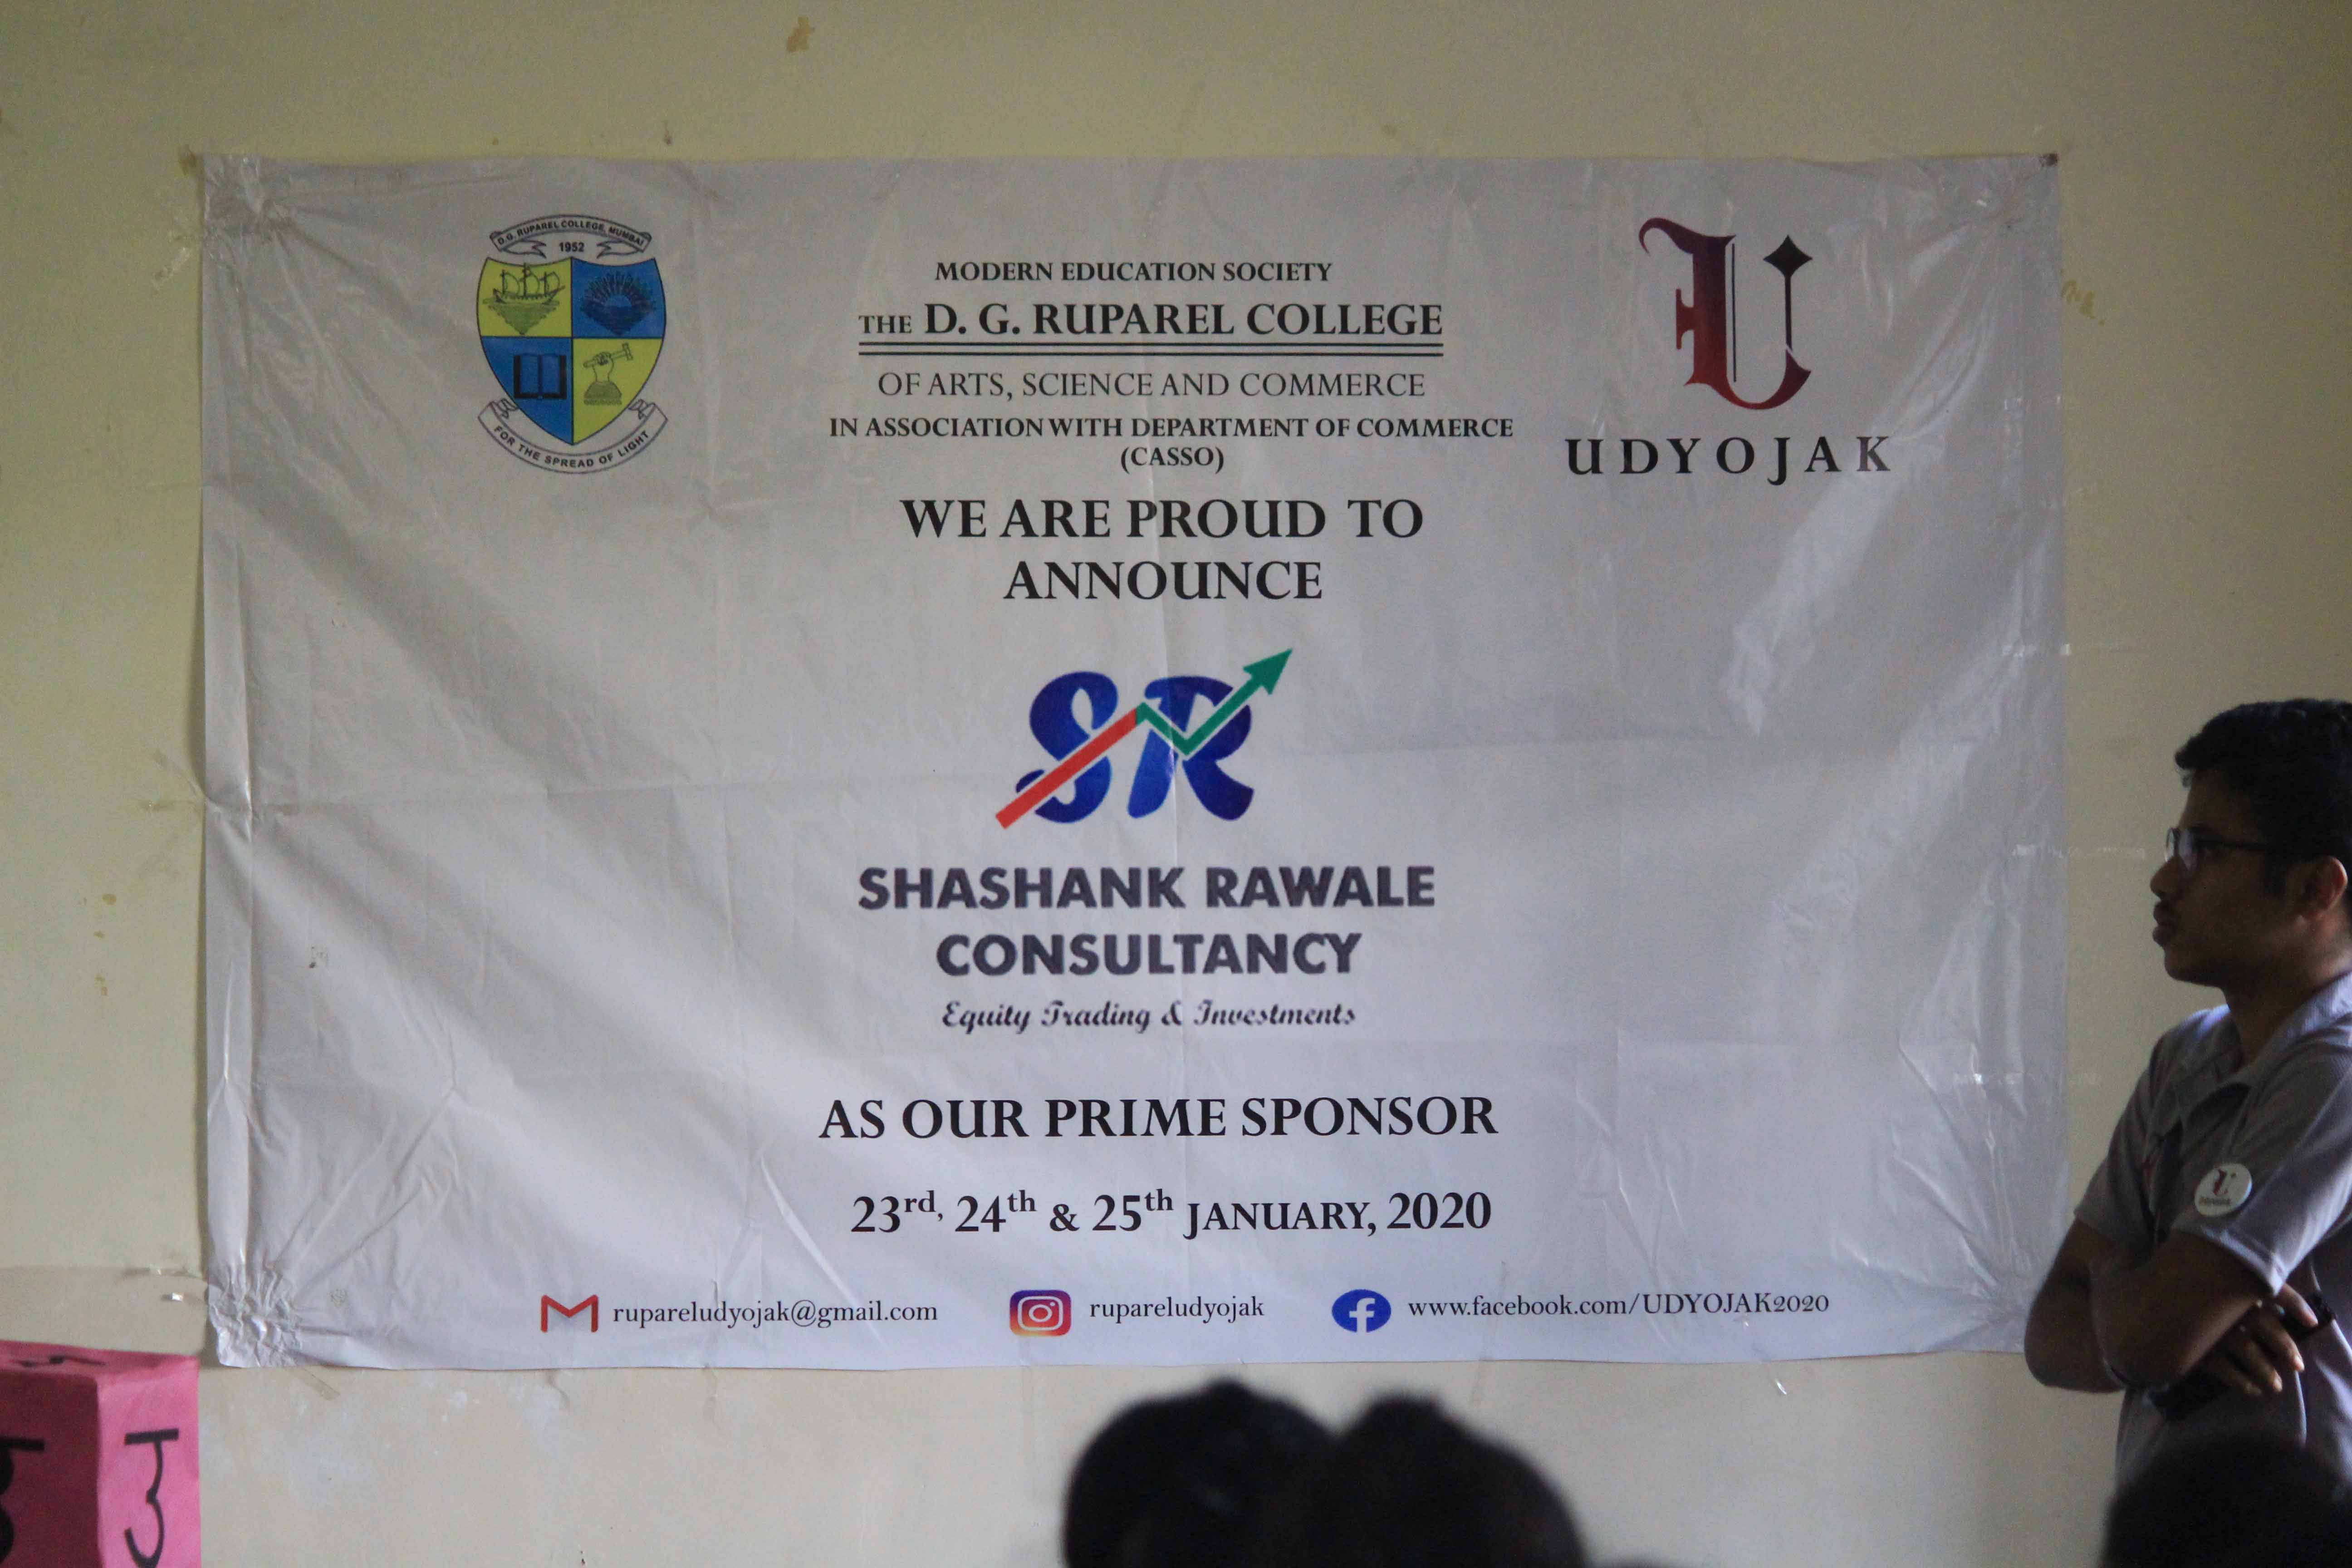 D.G. RUPAREL COLLEGE, MUMBAI
1952
FOR THE SPREAD OF LIGHT
MODERN EDUCATION SOCIETY
THE D. G. RUPAREL COLLEGE
OF ARTS, SCIENCE AND COMMERCE
IN ASSOCIATION WITH DEPARTMENT OF COMMERCE
(CASSO)
U
UDYOJAK
WE ARE PROUD TO
ANNOUNCE
SR
SHASHANK RAWALE
CONSULTANCY
Equity Trading & Investments
AS OUR PRIME SPONSOR
23rd, 24th & 25th JANUARY, 2020
rupareludyojak@gmail.com
rupareludyojak
www.facebook.com/UDYOJAK2020
U
UDYOJAK
उ